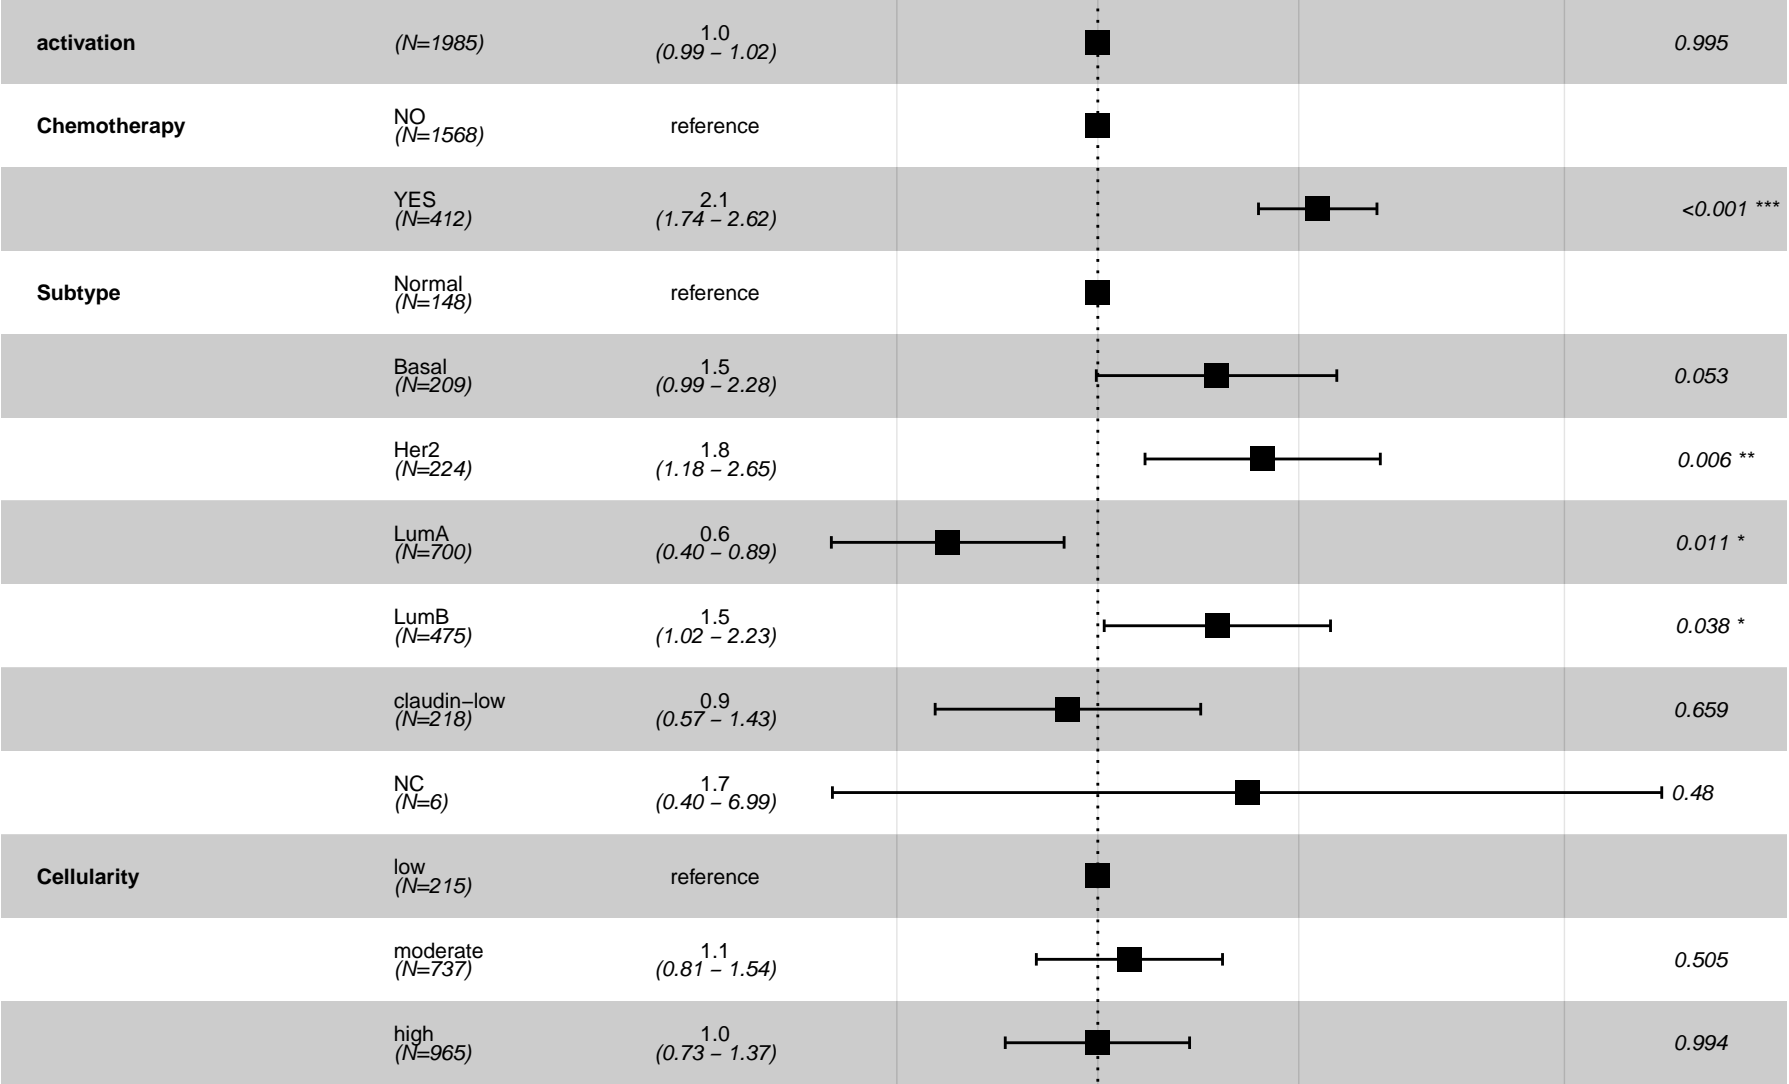 activation (N=1985) 1.0 0.995
(0.99 – 1.02)
Chemotherapy NO reference
(N=1568)
YES 2.1 <0.001 ***
(N=412) (1.74 – 2.62)
Subtype Normal reference
(N=148)
Basal 1.5 0.053
(N=209) (0.99 – 2.28)
Her2 1.8 0.006 **
(N=224) (1.18 – 2.65)
LumA 0.6 0.011 *
(N=700) (0.40 – 0.89)
LumB 1.5 0.038 *
(N=475) (1.02 – 2.23)
claudin–low 0.9 0.659
(N=218) (0.57 – 1.43)
NC 1.7 0.48
(N=6) (0.40 – 6.99)
Cellularity low reference
(N=215)
moderate 1.1 0.505
(N=737) (0.81 – 1.54)
high 1.0 0.994
(N=965) (0.73 – 1.37)